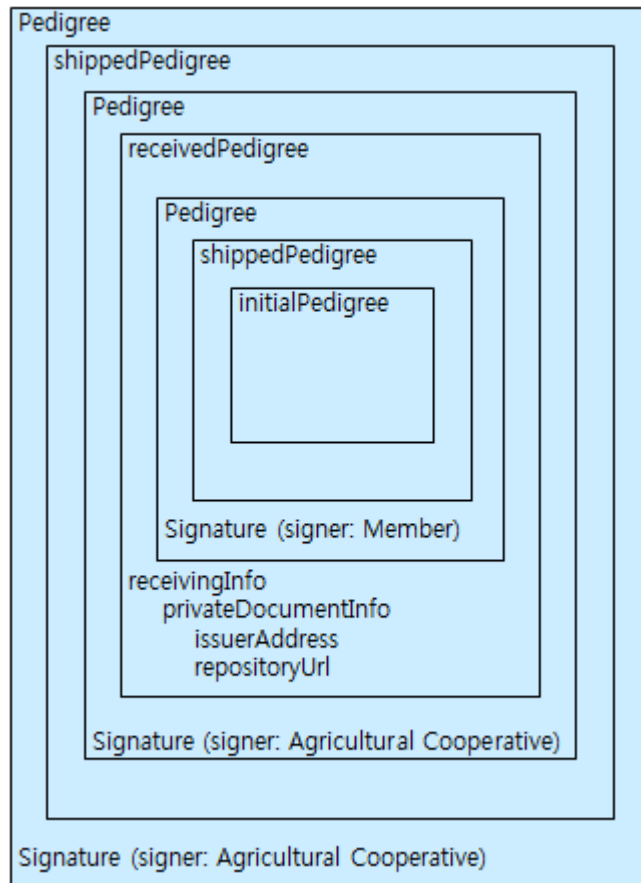 Pedigree
shippedPedigree
Pedigree
receivedPedigree
Pedigree
shippedPedigree
initialPedigree
Signature (signer: Member)
receivingInfo
privateDocumentInfo
issuerAddress
repositoryUrl
Signature (signer: Agricultural Cooperative)
Signature (signer: Agricultural Cooperative)